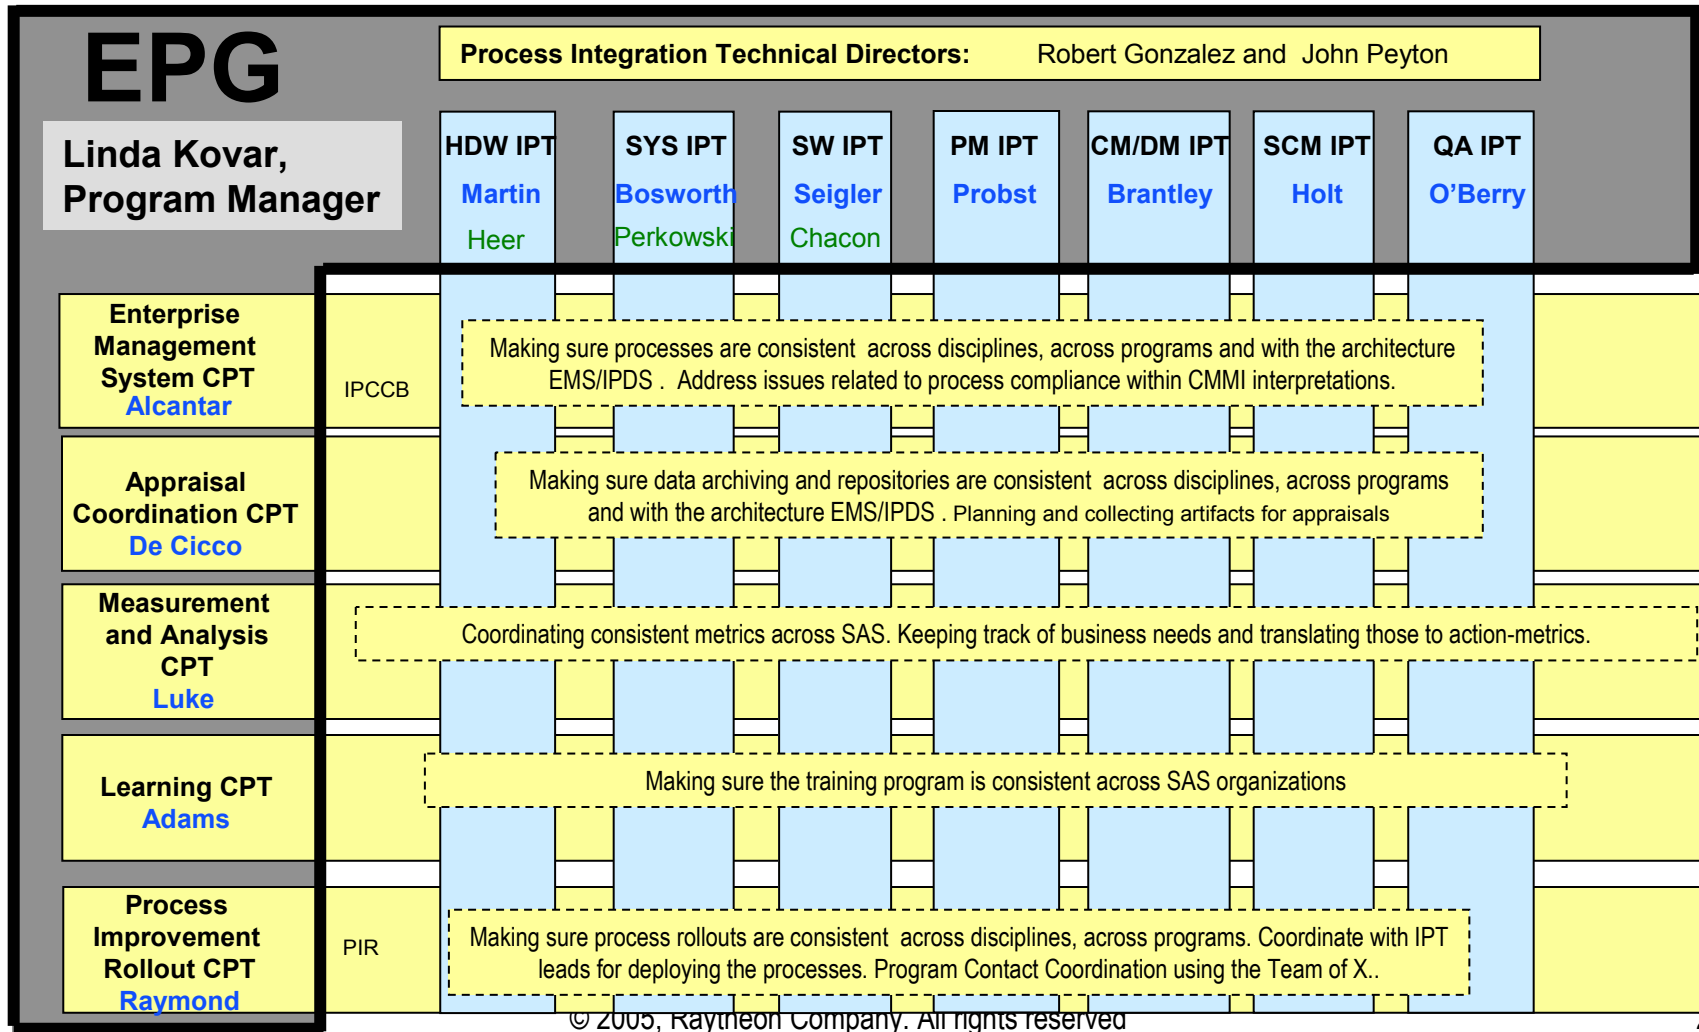 EPG
Linda Kovar,
Program Manager
Process Integration Technical Directors: Robert Gonzalez and John Peyton
HDW IPT
Martin
Heer
SYS IPT
Bosworth
Perkowski
SW IPT
Seigler
Chacon
PM IPT
Probst
CM/DM IPT
Brantley
SCM IPT
Holt
QA IPT
O'Berry
Enterprise
Management
System CPT
Alcantar
IPCCB
Making sure processes are consistent across disciplines, across programs and with the architecture
EMS/IPDS . Address issues related to process compliance within CMMI interpretations.
Appraisal
Coordination CPT
De Cicco
Making sure data archiving and repositories are consistent across disciplines, across programs
and with the architecture EMS/IPDS . Planning and collecting artifacts for appraisals
Measurement
and Analysis
CPT
Luke
Coordinating consistent metrics across SAS. Keeping track of business needs and translating those to action-metrics.
Learning CPT
Adams
Making sure the training program is consistent across SAS organizations
Process
Improvement
Rollout CPT
Raymond
PIR
Making sure process rollouts are consistent across disciplines, across programs. Coordinate with IPT
leads for deploying the processes. Program Contact Coordination using the Team of X..
© 2005, Raytheon Company. All rights reserved